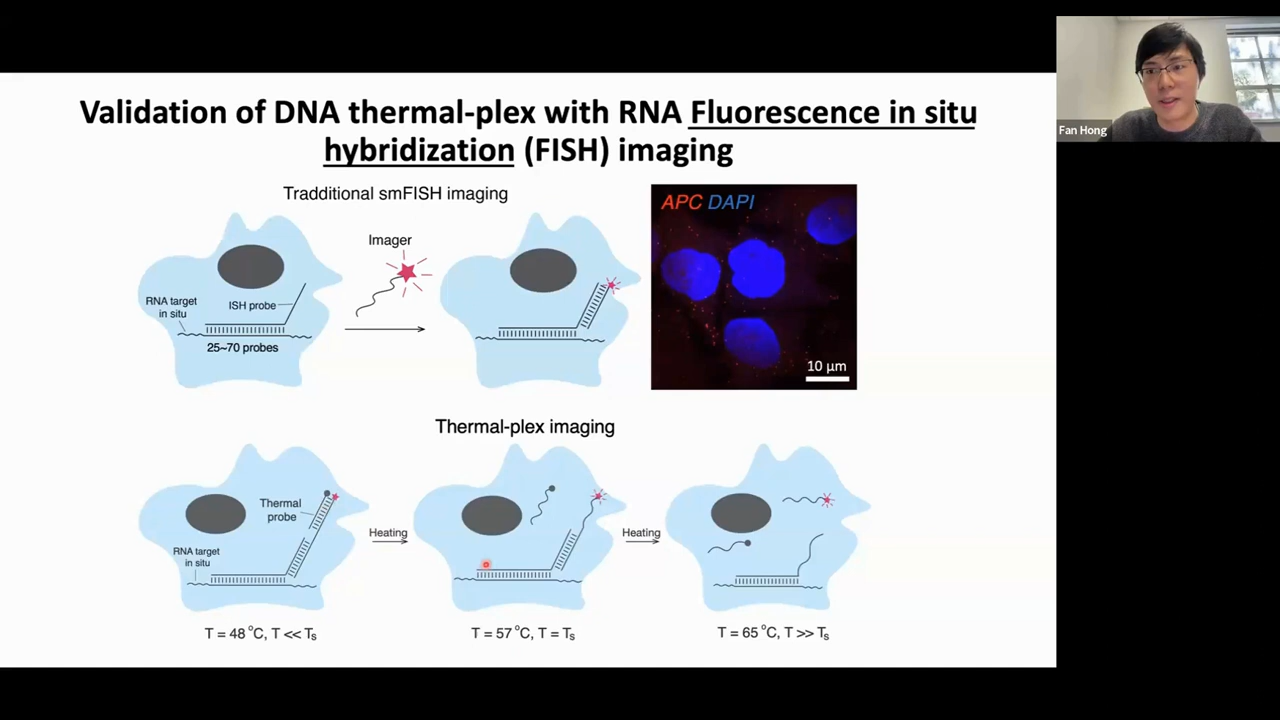 Validation of DNA thermal-plex with RNA Fluorescence in situ
hybridization (FISH) imaging
Fan Hong
Tradditional smFISH imaging
Imager
RNA target
in situ
ISH probe
25~70 probes
APC DAPI
10 μm
Thermal-plex imaging
Thermal
probe
RNA target
in situ
Heating
Heating
T = 48 °C, T << Ts
T = 57 °C, T = Ts
T = 65 °C, T >> Ts